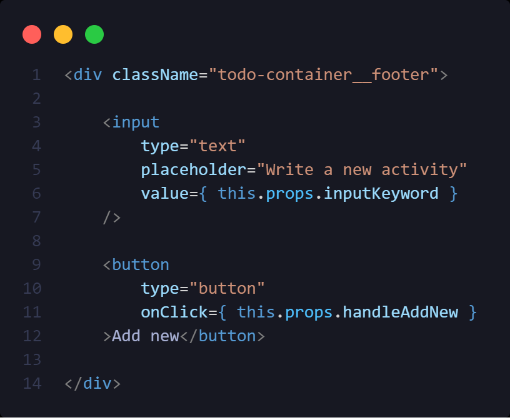 1 <div className="todo-container__footer">
2
3     <input
4         type="text"
5         placeholder="Write a new activity"
6         value={ this.props.inputKeyword }
7     />
8
9     <button
10         type="button"
11         onClick={ this.props.handleAddNew }
12     >Add new</button>
13
14 </div>